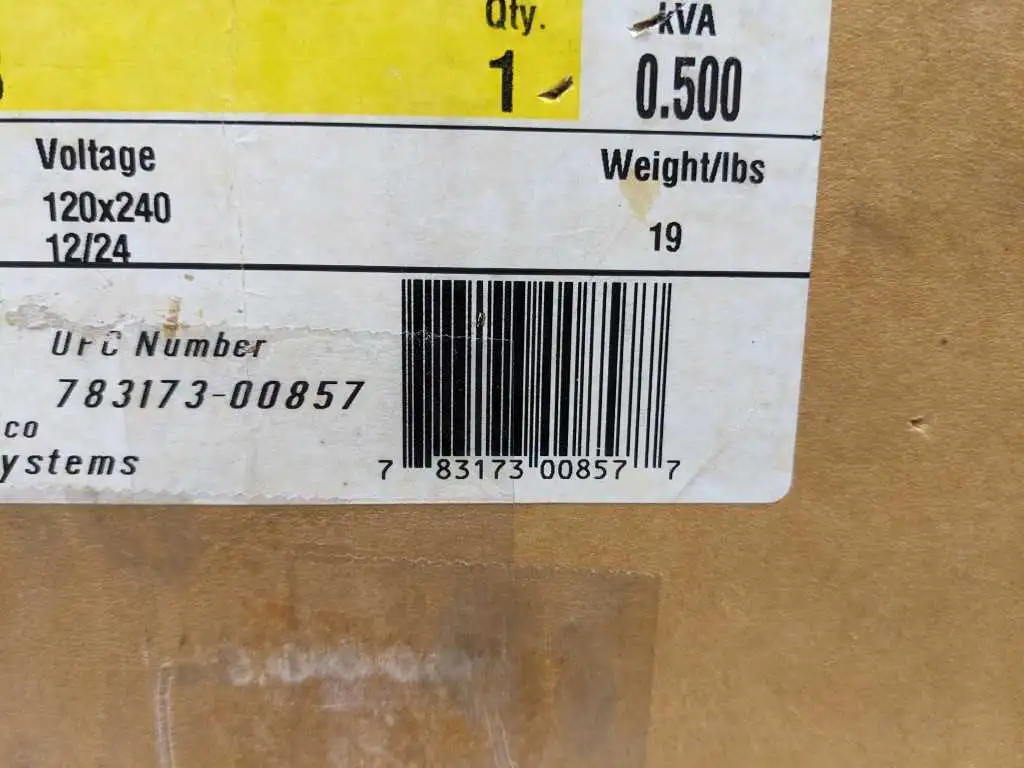 Qty. kVA
1 0.500
Voltage Weight/lbs
120x240
12/24 19
UPC Number
783173-00857
co
ystems
7 83173 00857 7